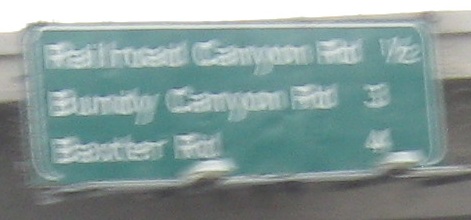 Railroad Canyon Rd 1/2
Bundy Canyon Rd 3
Baxter Rd 4